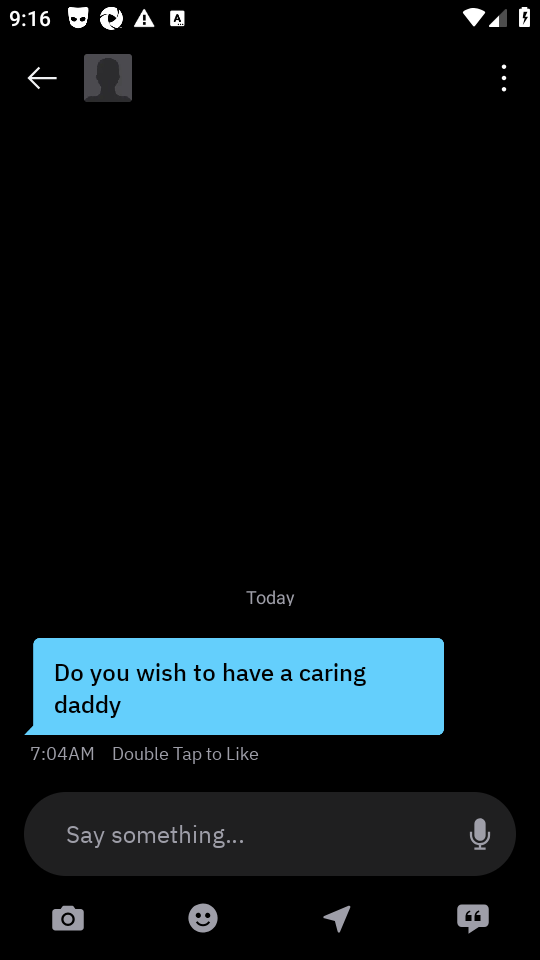 9:16
Today
Do you wish to have a caring
daddy
7:04AM Double Tap to Like
Say something...